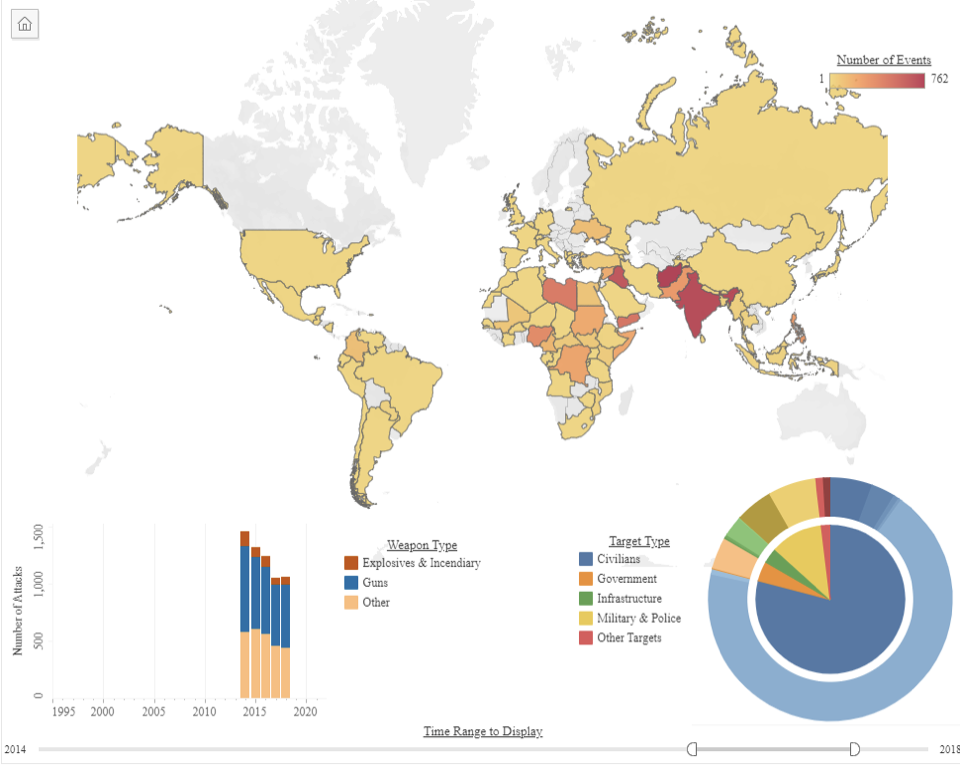 Number of Events
1 762
Weapon Type
Explosives & Incendiary
Guns
Other
Target Type
Civilians
Government
Infrastructure
Military & Police
Other Targets
Number of Attacks
1,500
1,000
500
0
1995 2000 2005 2010 2015 2020
Time Range to Display
2014 2018